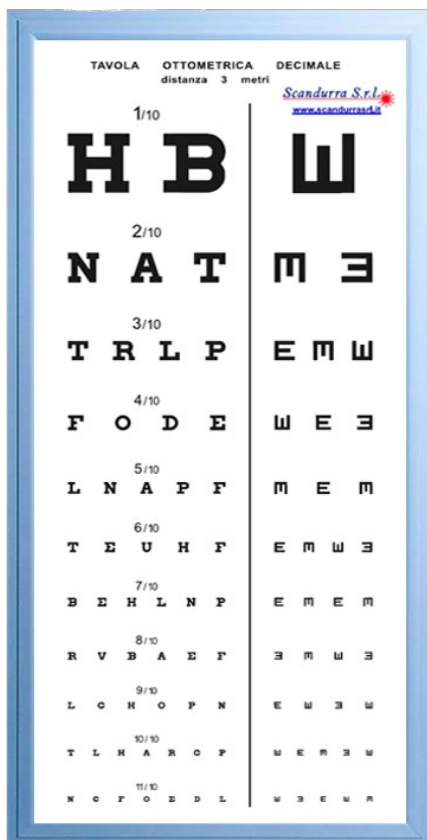 TAVOLA OTTOMETRICA DECIMALE
distanza 3 metri
Scandurra S.r.l.
www.scandurrasrl.it
1/10
H B E
2/10
N A T E E
3/10
T R L P E E E
4/10
F O D E E E E
5/10
L N A P F E E E
6/10
T E U H F E E E E
7/10
B E H L N P E E E E
8/10
R V B A E F E E E E
9/10
L C H O P N E E E E
10/10
T L H A R C P E E E E E
11/10
N C F O E D L E E E E E